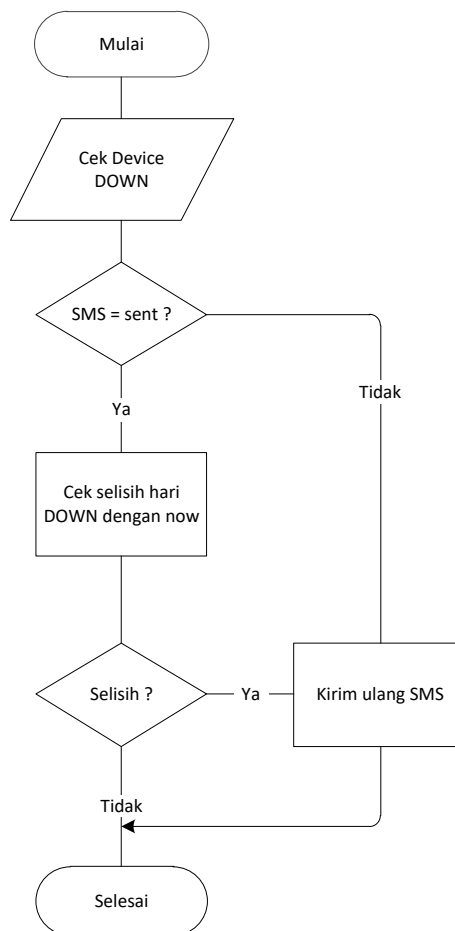 Mulai
Cek Device
DOWN
SMS = sent ?
Tidak
Ya
Cek selisih hari
DOWN dengan now
Selisih ?
Ya
Kirim ulang SMS
Tidak
Selesai